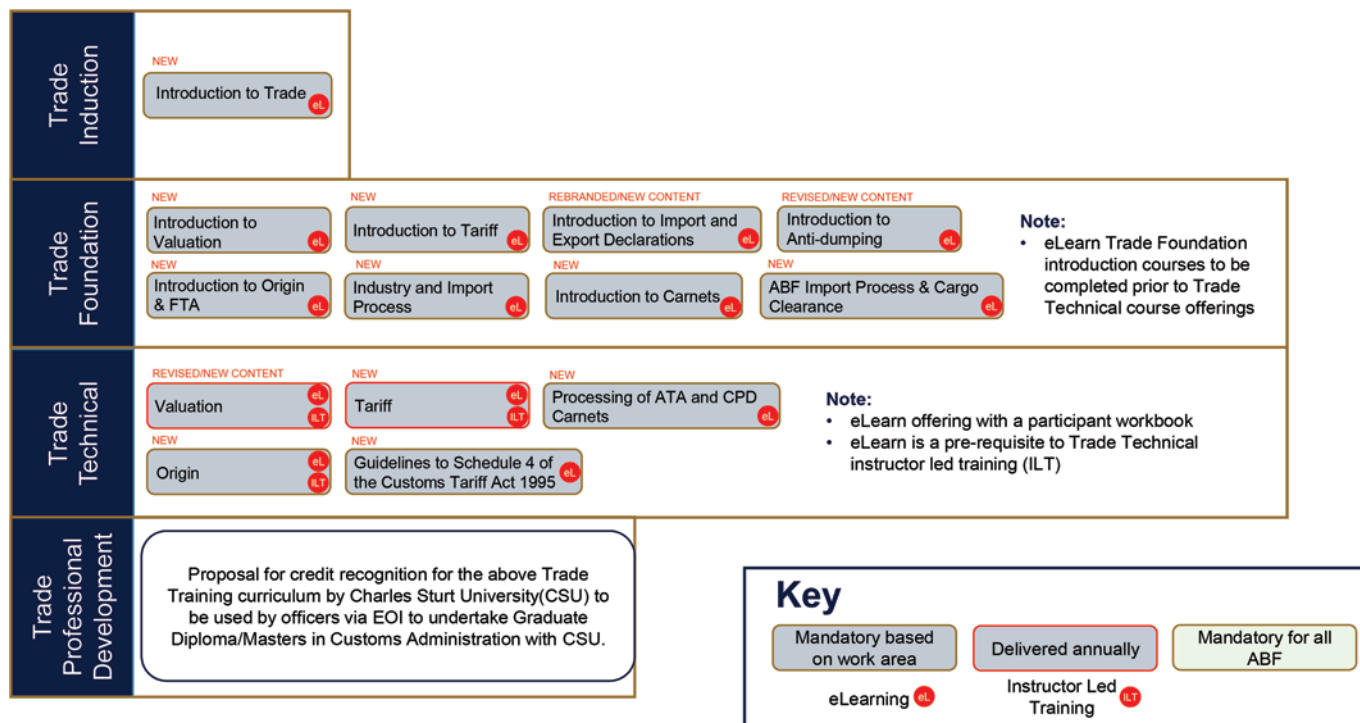 Trade
Induction
NEW
Introduction to Trade
eL
Trade
Foundation
NEW
Introduction to
Valuation
eL
NEW
Introduction to Tariff
eL
REBRANDED/NEW CONTENT
Introduction to Import and
Export Declarations
eL
REVISED/NEW CONTENT
Introduction to
Anti-dumping
eL
NEW
Introduction to Origin
& FTA
eL
NEW
Industry and Import
Process
eL
NEW
Introduction to Carnets
eL
NEW
ABF Import Process & Cargo
Clearance
eL
Note:
• eLearn Trade Foundation
introduction courses to be
completed prior to Trade
Technical course offerings
Trade
Technical
REVISED/NEW CONTENT
Valuation
eL
ILT
NEW
Tariff
eL
ILT
NEW
Processing of ATA and CPD
Carnets
eL
NEW
Origin
eL
ILT
NEW
Guidelines to Schedule 4 of
the Customs Tariff Act 1995
eL
Note:
• eLearn offering with a participant workbook
• eLearn is a pre-requisite to Trade Technical
instructor led training (ILT)
Trade
Professional
Development
Proposal for credit recognition for the above Trade
Training curriculum by Charles Sturt University(CSU) to
be used by officers via EOI to undertake Graduate
Diploma/Masters in Customs Administration with CSU.
Key
Mandatory based
on work area
Delivered annually
Mandatory for all
ABF
eLearning eL
Instructor Led
Training ILT